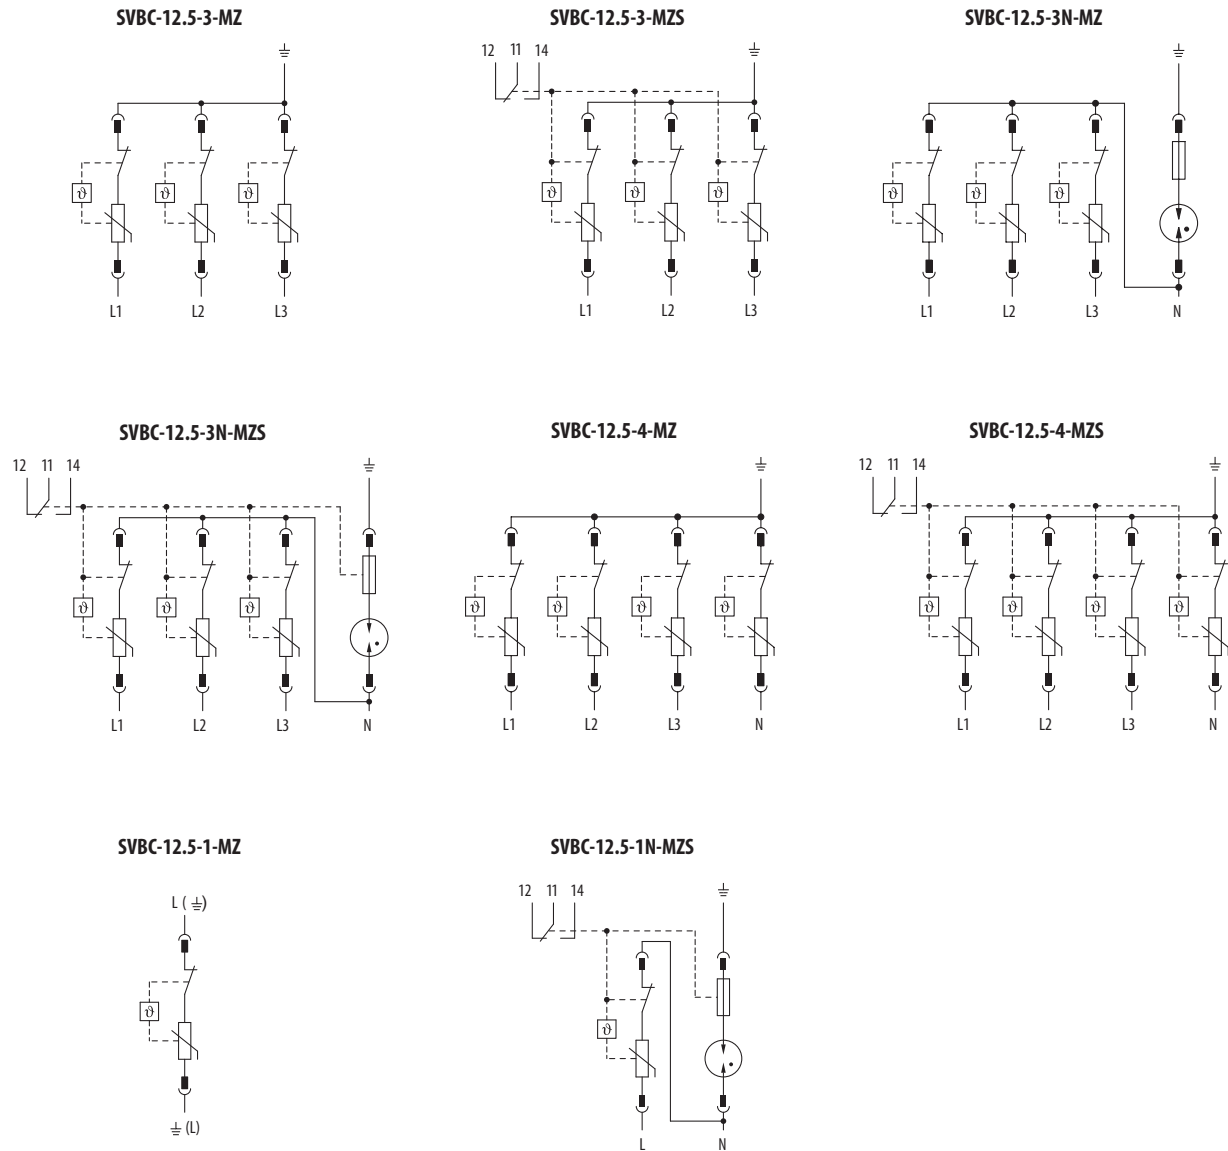 SVBC-12.5-3-MZ
SVBC-12.5-3-MZS
SVBC-12.5-3N-MZ
12 11 14
ϑ ϑ ϑ
ϑ ϑ ϑ
ϑ ϑ ϑ
L1 L2 L3
L1 L2 L3
L1 L2 L3 N
SVBC-12.5-3N-MZS
SVBC-12.5-4-MZ
SVBC-12.5-4-MZS
12 11 14
12 11 14
ϑ ϑ ϑ
ϑ ϑ ϑ ϑ
ϑ ϑ ϑ ϑ
L1 L2 L3 N
L1 L2 L3 N
L1 L2 L3 N
SVBC-12.5-1-MZ
SVBC-12.5-1N-MZS
L ( ⏚ )
12 11 14
ϑ
ϑ
⏚ (L)
L N